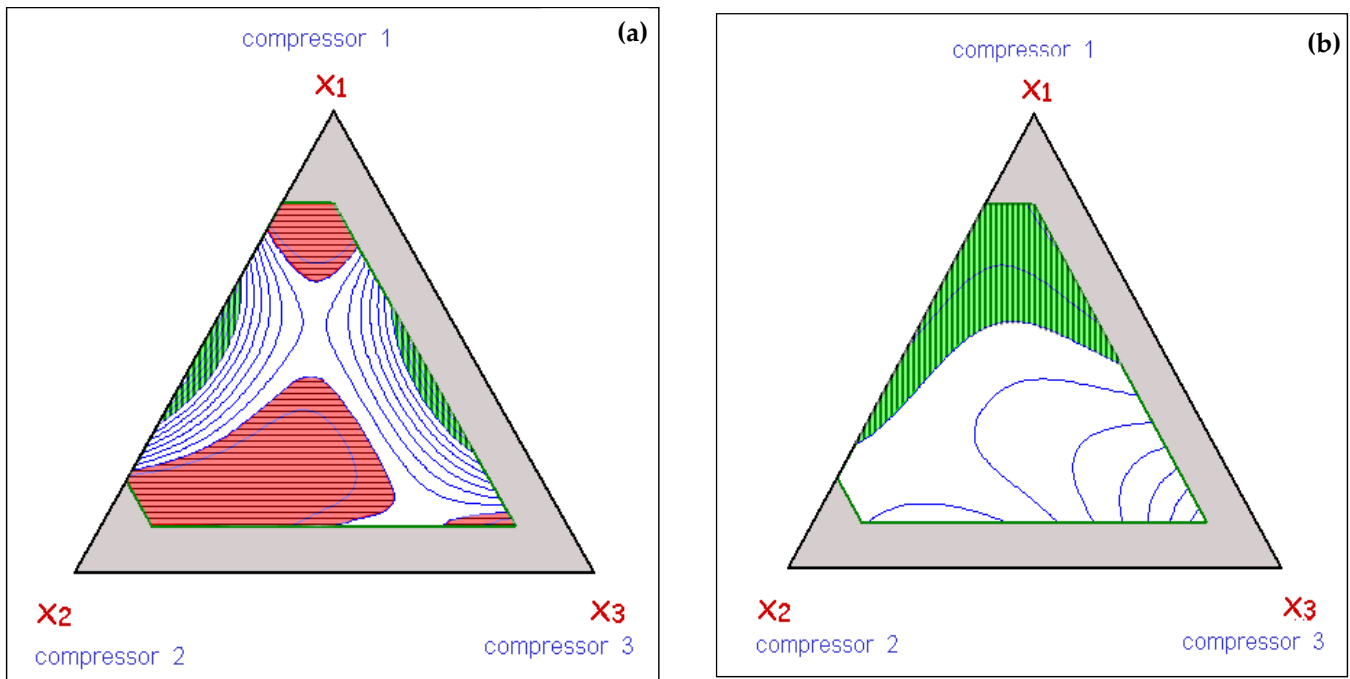 (a)
compressor 1
X1
X2
X3
compressor 2
compressor 3
(b)
compressor 1
X1
X2
X3
compressor 2
compressor 3